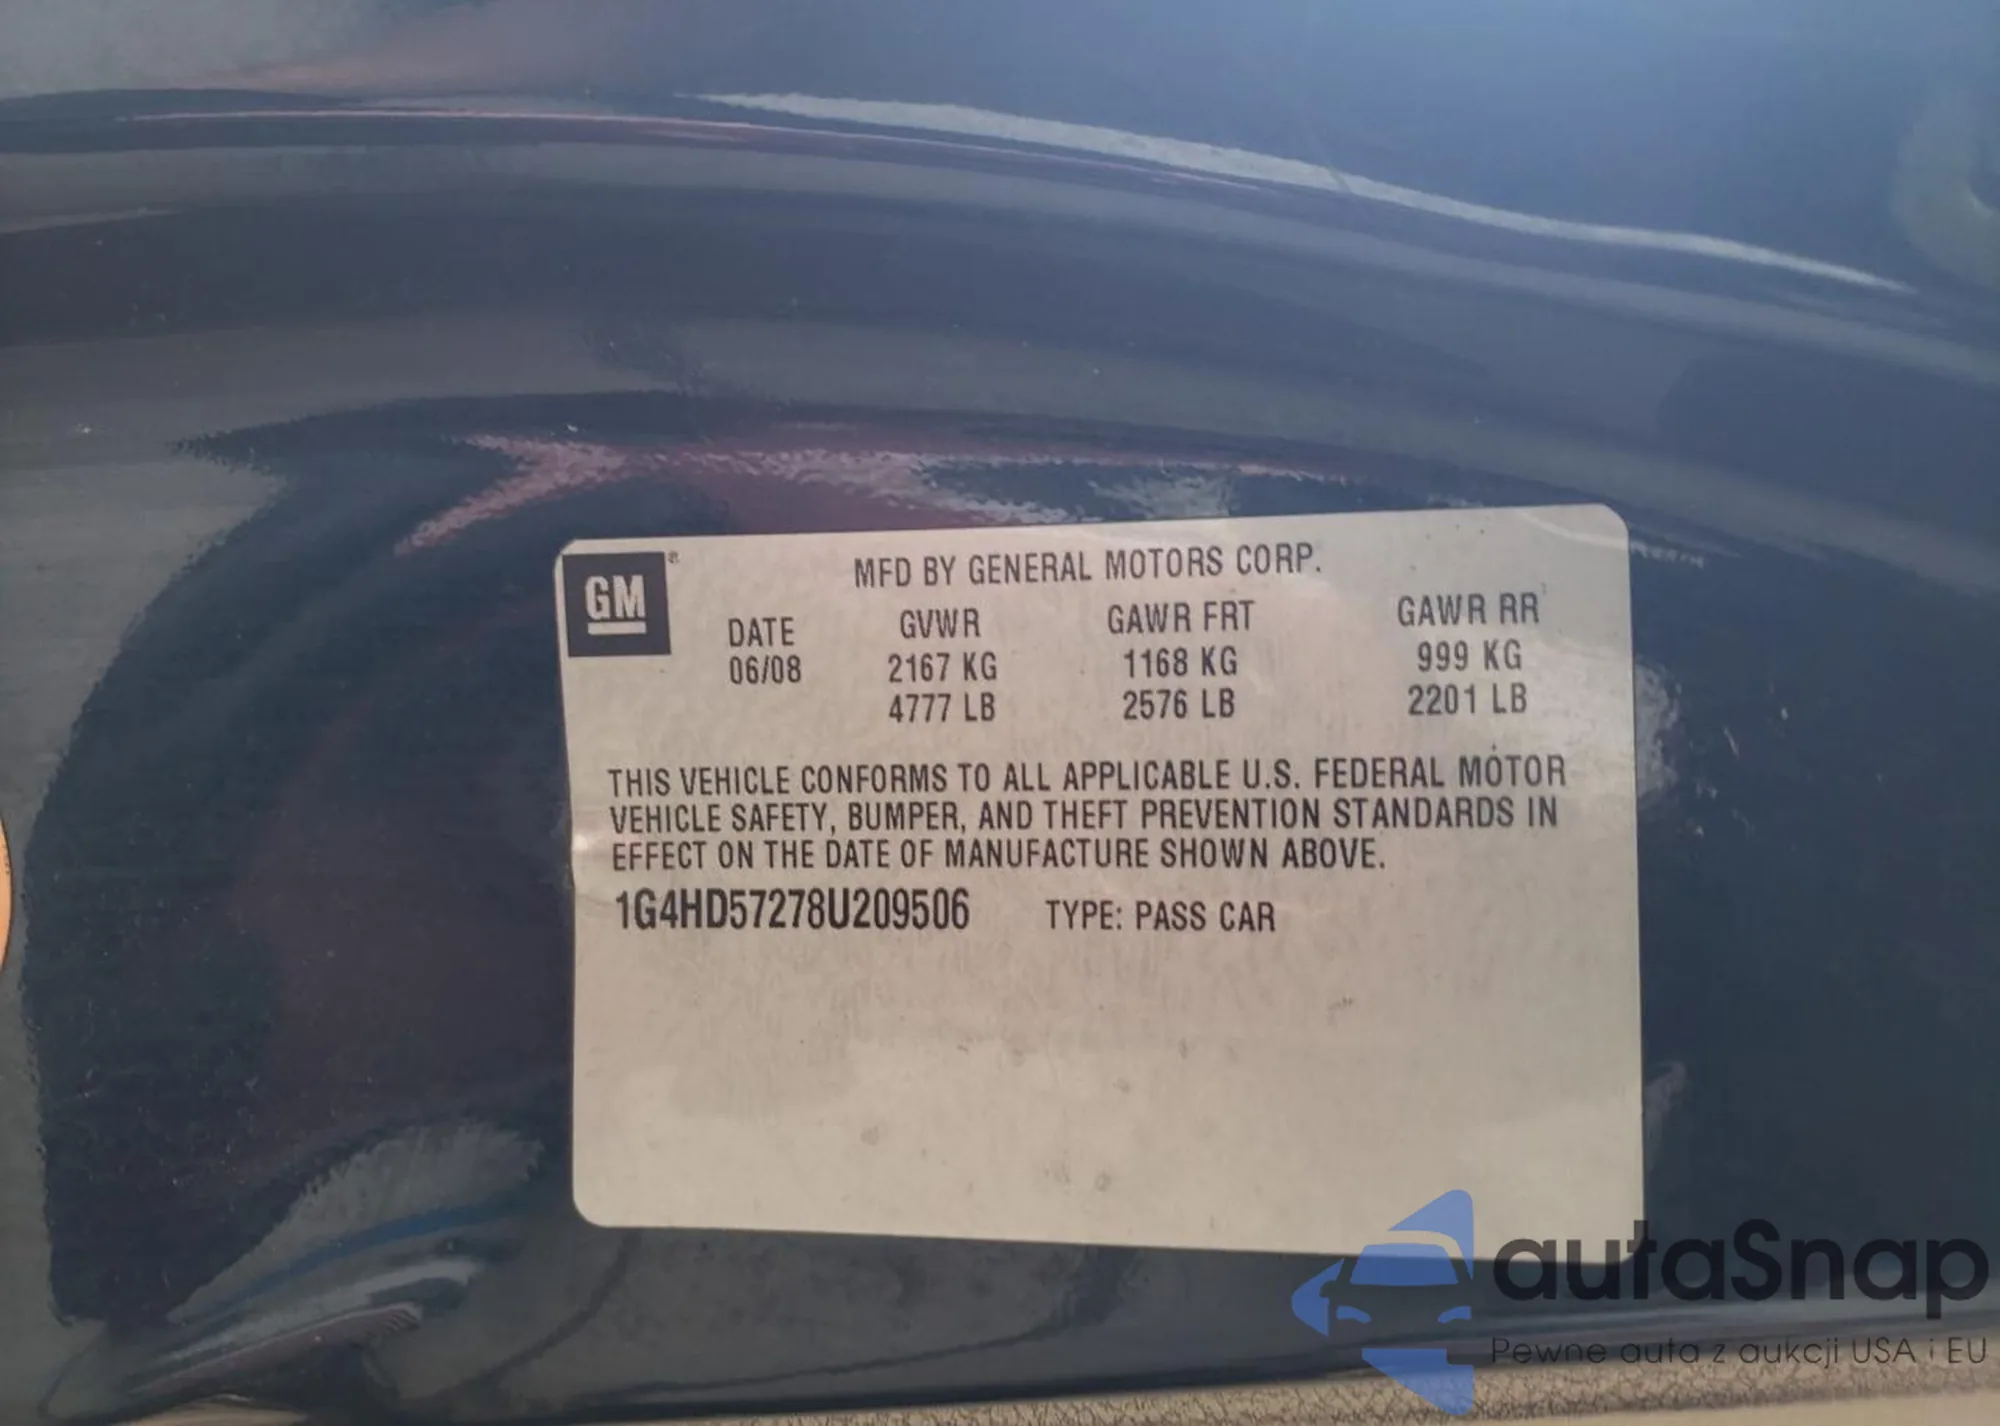 GM ®
MFD BY GENERAL MOTORS CORP.
DATE GVWR GAWR FRT GAWR RR
06/08 2167 KG 1168 KG 999 KG
4777 LB 2576 LB 2201 LB
THIS VEHICLE CONFORMS TO ALL APPLICABLE U.S. FEDERAL MOTOR
VEHICLE SAFETY, BUMPER, AND THEFT PREVENTION STANDARDS IN
EFFECT ON THE DATE OF MANUFACTURE SHOWN ABOVE.
1G4HD57278U209506 TYPE: PASS CAR
autaSnap
Pewne auta z aukcji USA i EU